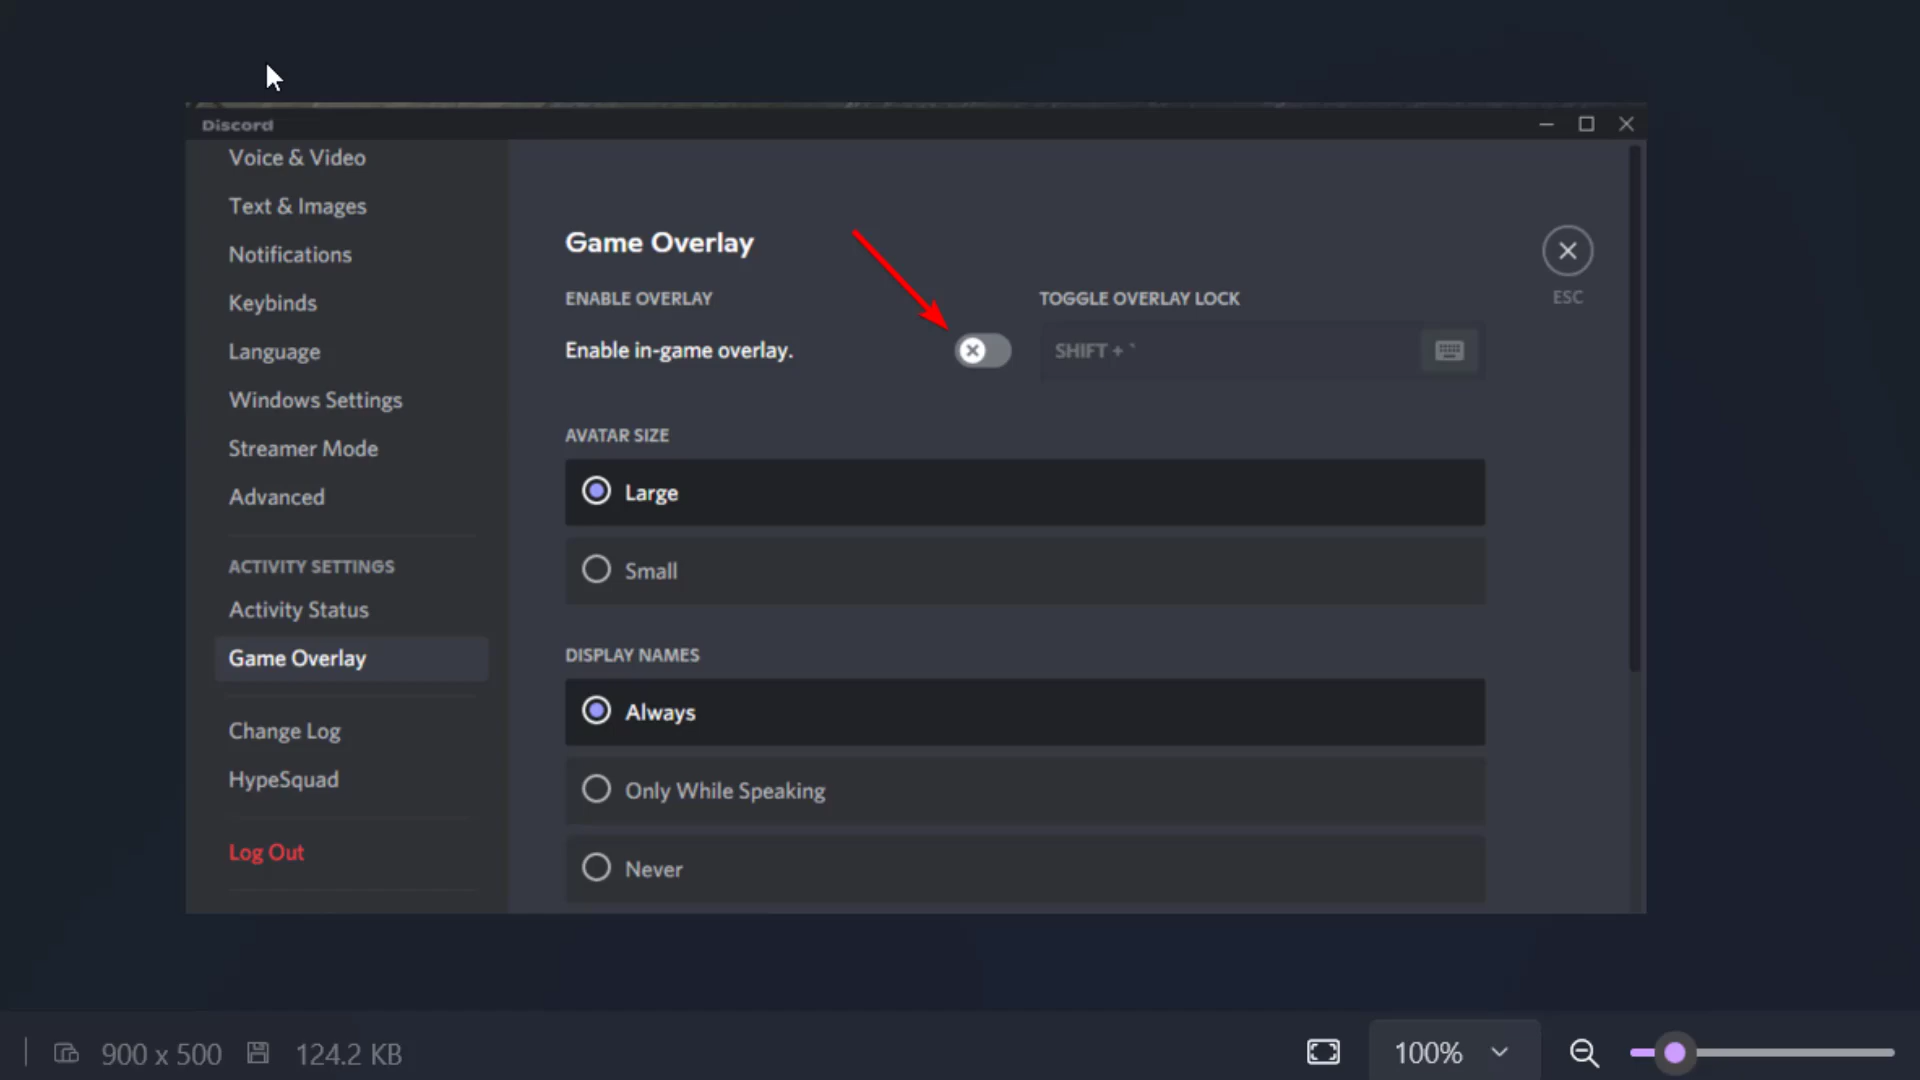 Discord
Voice & Video
Text & Images
Notifications
Keybinds
Language
Windows Settings
Streamer Mode
Advanced
ACTIVITY SETTINGS
Activity Status
Game Overlay
Change Log
HypeSquad
Log Out
Game Overlay
ENABLE OVERLAY
Enable in-game overlay.
TOGGLE OVERLAY LOCK
SHIFT + `
ESC
AVATAR SIZE
Large
Small
DISPLAY NAMES
Always
Only While Speaking
Never
900 x 500
124.2 KB
100%